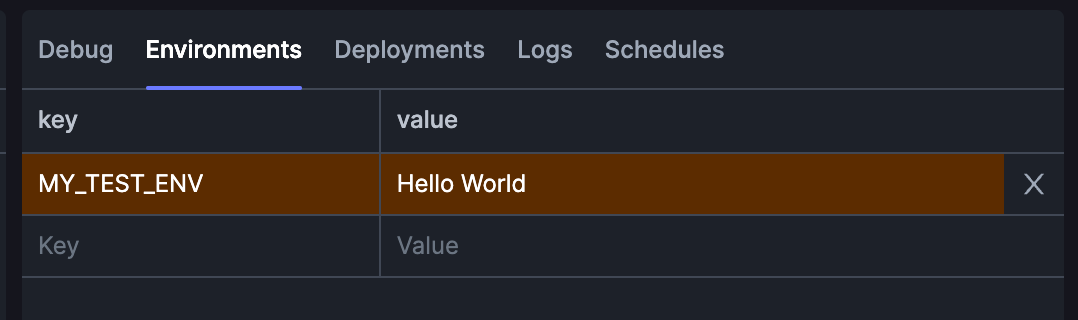 Debug Environments Deployments Logs Schedules
key value
MY_TEST_ENV Hello World X
Key Value